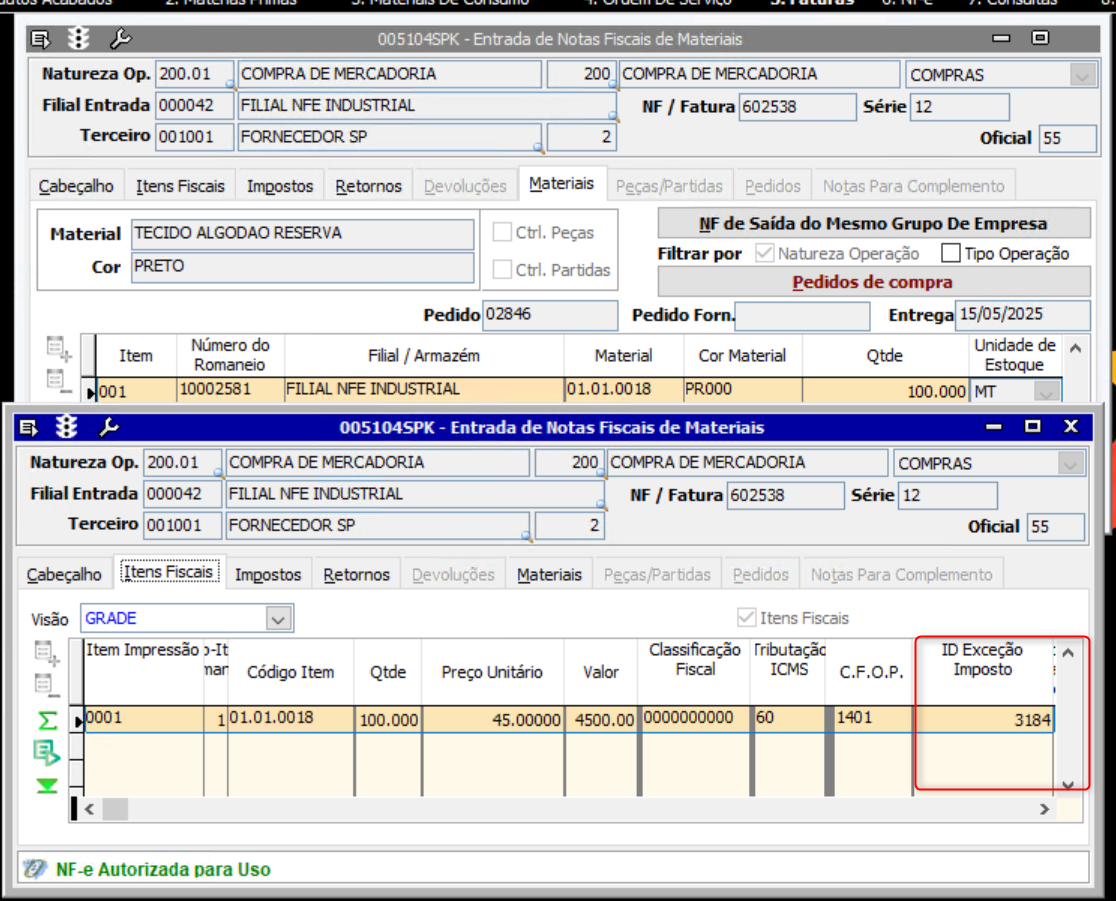 2. Matérias Primas 3. Materiais De Consumo 4. Ordem De Serviço 5. Faturas 6. NF-e 7. Consultas 8.
005104SPK - Entrada de Notas Fiscais de Materiais
Natureza Op. 200.01 COMPRA DE MERCADORIA 200 COMPRA DE MERCADORIA COMPRAS
Filial Entrada 000042 FILIAL NFE INDUSTRIAL NF / Fatura 602538 Série 12
Terceiro 001001 FORNECEDOR SP 2 Oficial 55
Cabeçalho Itens Fiscais Impostos Retornos Devoluções Materiais Peças/Partidas Pedidos Notas Para Complemento
Material TECIDO ALGODAO RESERVA Ctrl. Peças NF de Saída do Mesmo Grupo De Empresa
Filtrar por Natureza Operação Tipo Operação
Cor PRETO Ctrl. Partidas Pedidos de compra
Pedido 02846 Pedido Forn. Entrega 15/05/2025
Item Número do Romaneio Filial / Armazém Material Cor Material Qtde Unidade de Estoque
001 10002581 FILIAL NFE INDUSTRIAL 01.01.0018 PR000 100.000 MT
005104SPK - Entrada de Notas Fiscais de Materiais
Natureza Op. 200.01 COMPRA DE MERCADORIA 200 COMPRA DE MERCADORIA COMPRAS
Filial Entrada 000042 FILIAL NFE INDUSTRIAL NF / Fatura 602538 Série 12
Terceiro 001001 FORNECEDOR SP 2 Oficial 55
Cabeçalho Itens Fiscais Impostos Retornos Devoluções Materiais Peças/Partidas Pedidos Notas Para Complemento
Visão GRADE Itens Fiscais
Item Impressão Código Item Qtde Preço Unitário Valor Classificação Fiscal Tributação ICMS C.F.O.P. ID Exceção Imposto
0001 1 01.01.0018 100.000 45.00000 4500.00 0000000000 60 1401 3184
NF-e Autorizada para Uso